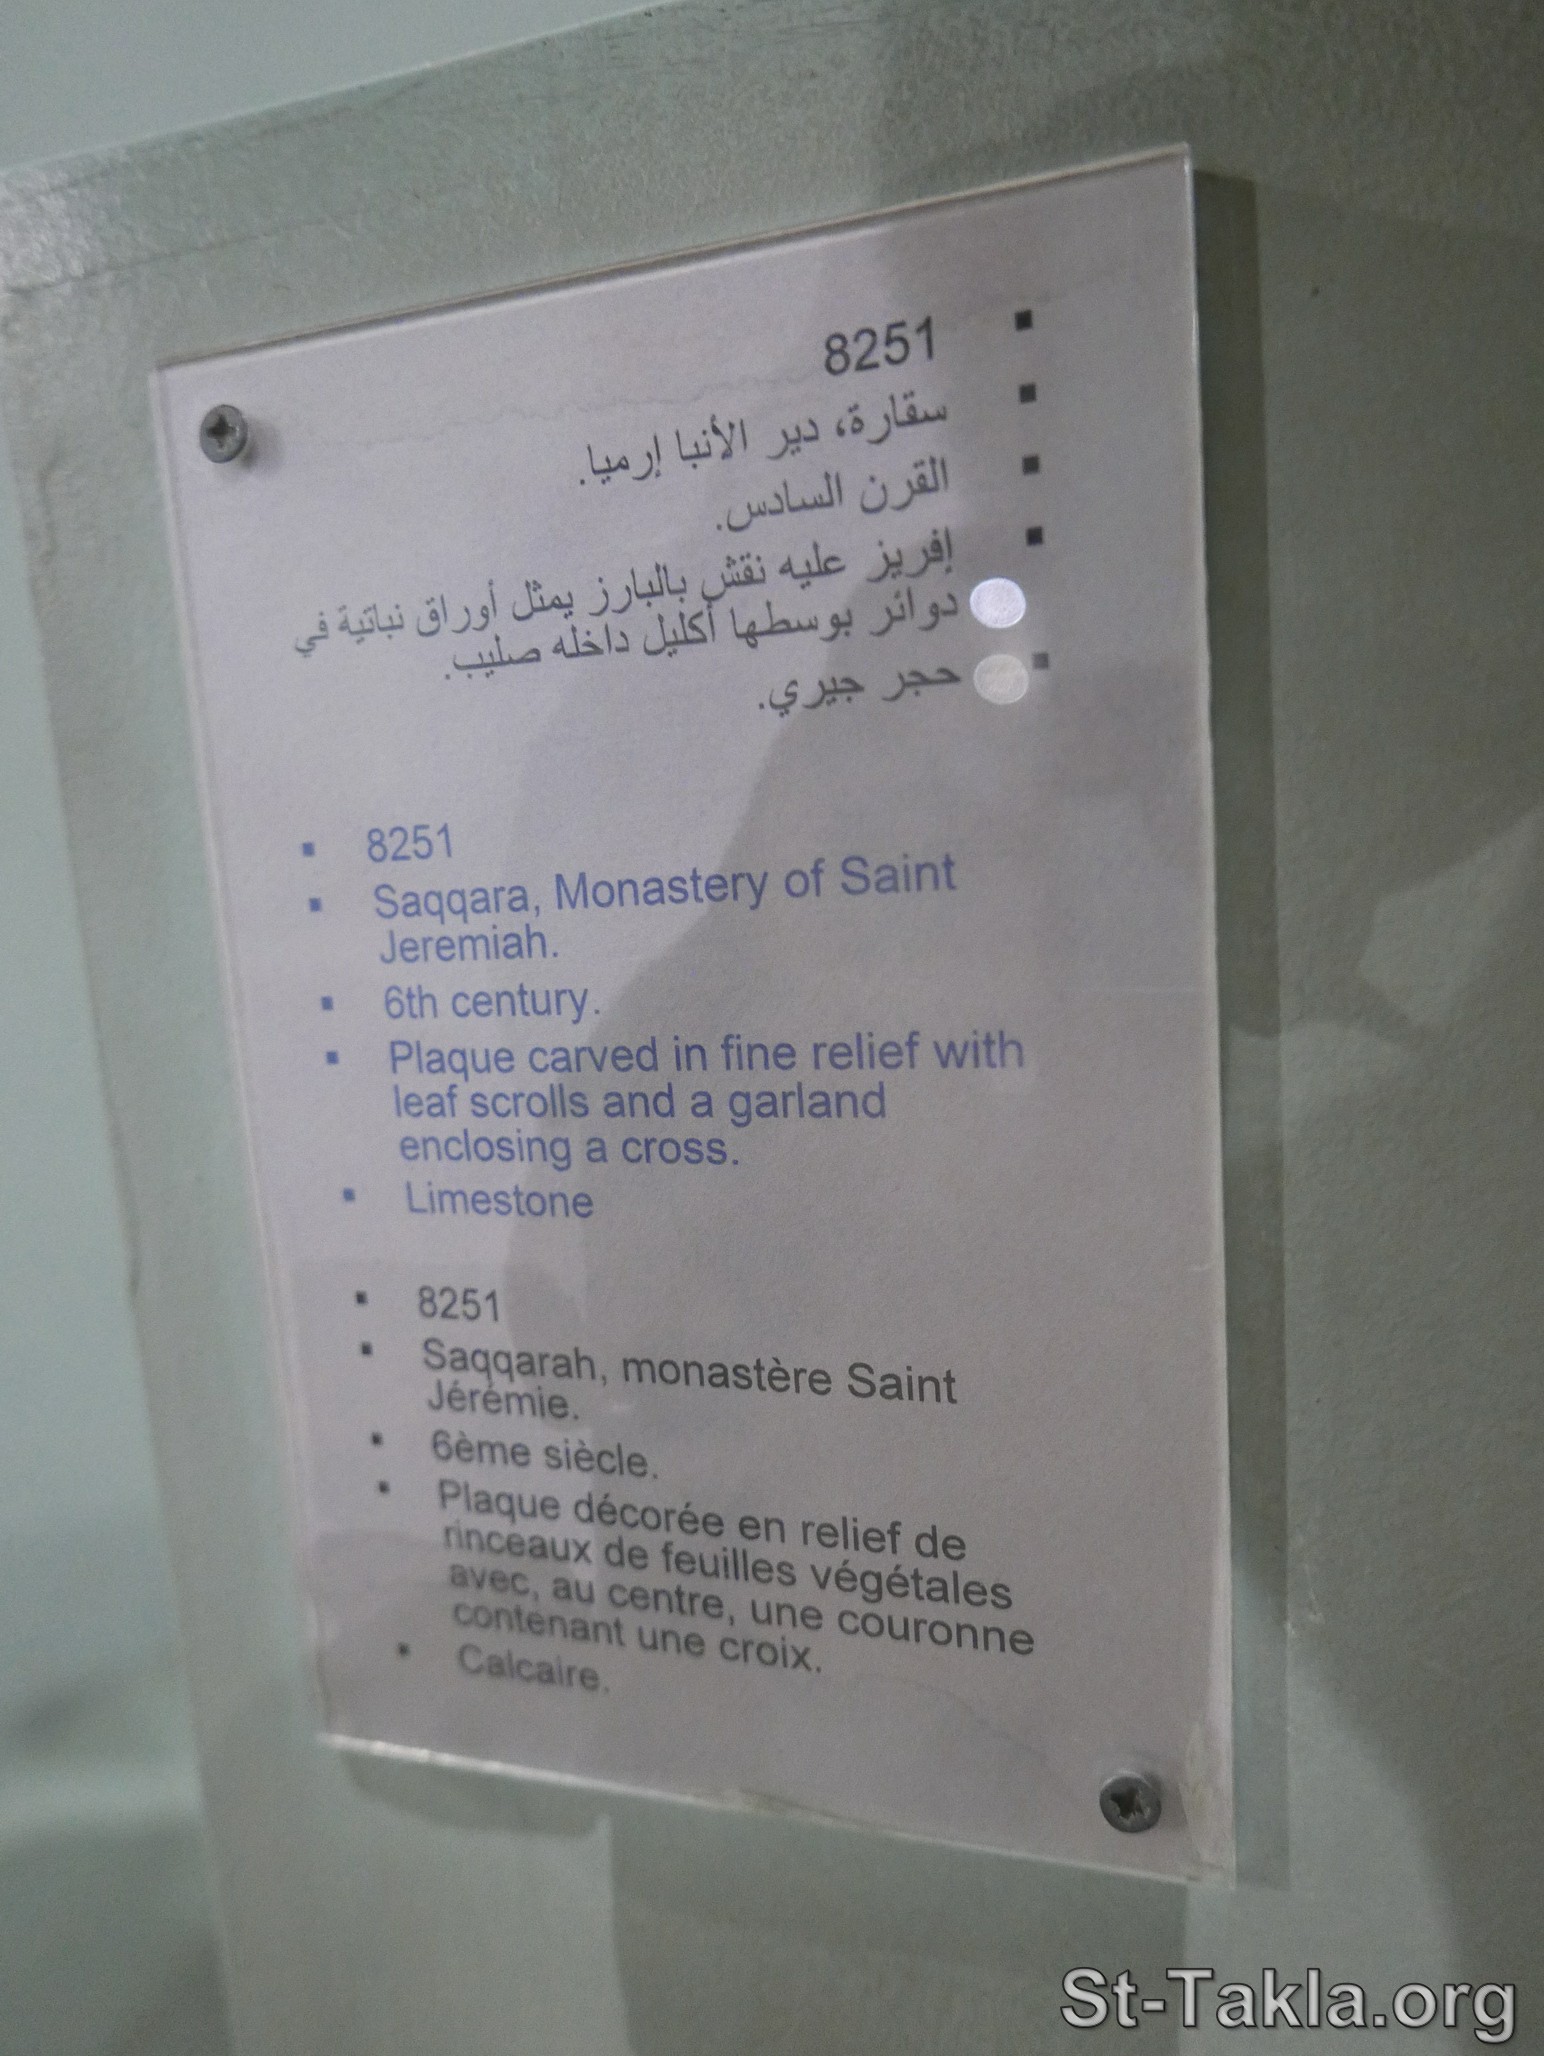 ▪ 8251
▪ سقارة، دير الأنبا إرميا.
▪ القرن السادس.
▪ إفريز عليه نقش بالبارز يمثل أوراق نباتية في
دوائر بوسطها أكليل داخله صليب.
▪ حجر جيري.
▪ 8251
▪ Saqqara, Monastery of Saint
Jeremiah.
▪ 6th century.
▪ Plaque carved in fine relief with
leaf scrolls and a garland
enclosing a cross.
▪ Limestone
▪ 8251
▪ Saqqarah, monastère Saint
Jérémie.
▪ 6ème siècle.
▪ Plaque décorée en relief de
rinceaux de feuilles végétales
avec, au centre, une couronne
contenant une croix.
▪ Calcaire.
St-Takla.org